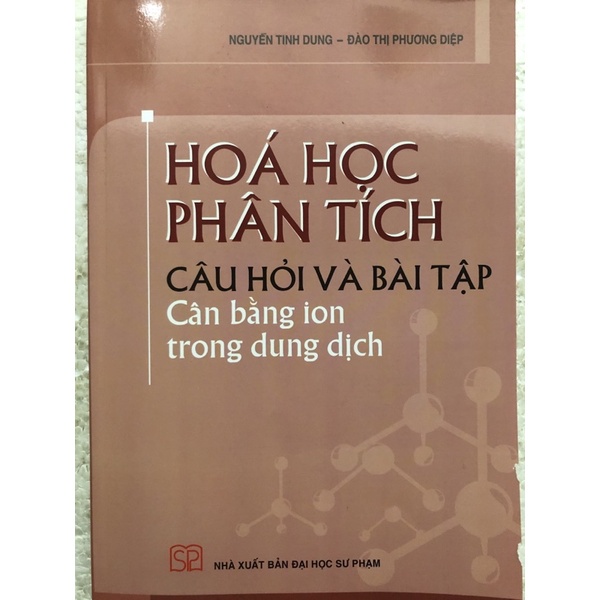 NGUYỄN TINH DUNG – ĐÀO THỊ PHƯƠNG DIỆP
HOÁ HỌC
PHÂN TÍCH
CÂU HỎI VÀ BÀI TẬP
Cân bằng ion
trong dung dịch
SP
NHÀ XUẤT BẢN ĐẠI HỌC SƯ PHẠM